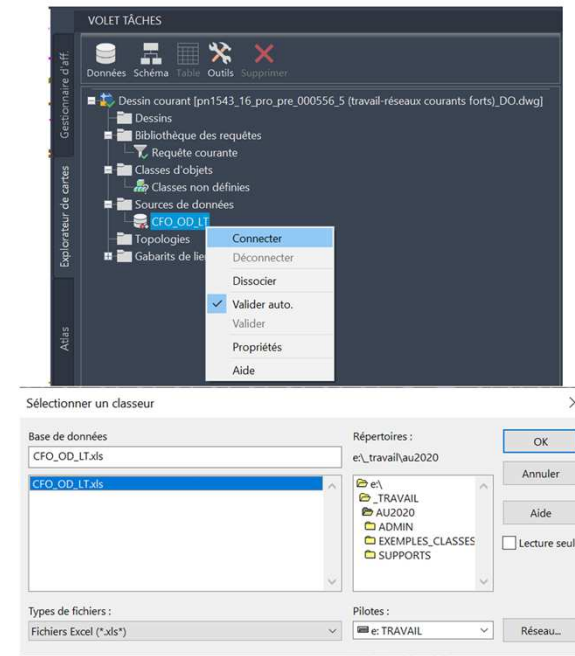 VOLET TÂCHES
Données Schéma Table Outils Supprimer
Gestionnaire d'aff.
Explorateur de cartes
Atlas
Dessin courant [pn1543_16_pro_pre_000556_5 (travail-réseaux courants forts)_DO.dwg]
Dessins
Bibliothèque des requêtes
Requête courante
Classes d'objets
Classes non définies
Sources de données
CFO_OD_LT
Topologies
Gabarits de lie
Connecter
Déconnecter
Dissocier
Valider auto.
Valider
Propriétés
Aide
Sélectionner un classeur
Base de données
CFO_OD_LT.xls
CFO_OD_LT.xls
Répertoires :
e:\_travail\au2020
e:\
_TRAVAIL
AU2020
ADMIN
EXEMPLES_CLASSES
SUPPORTS
OK
Annuler
Aide
Lecture seul
Types de fichiers :
Fichiers Excel (*.xls*)
Pilotes :
e: TRAVAIL
Réseau...